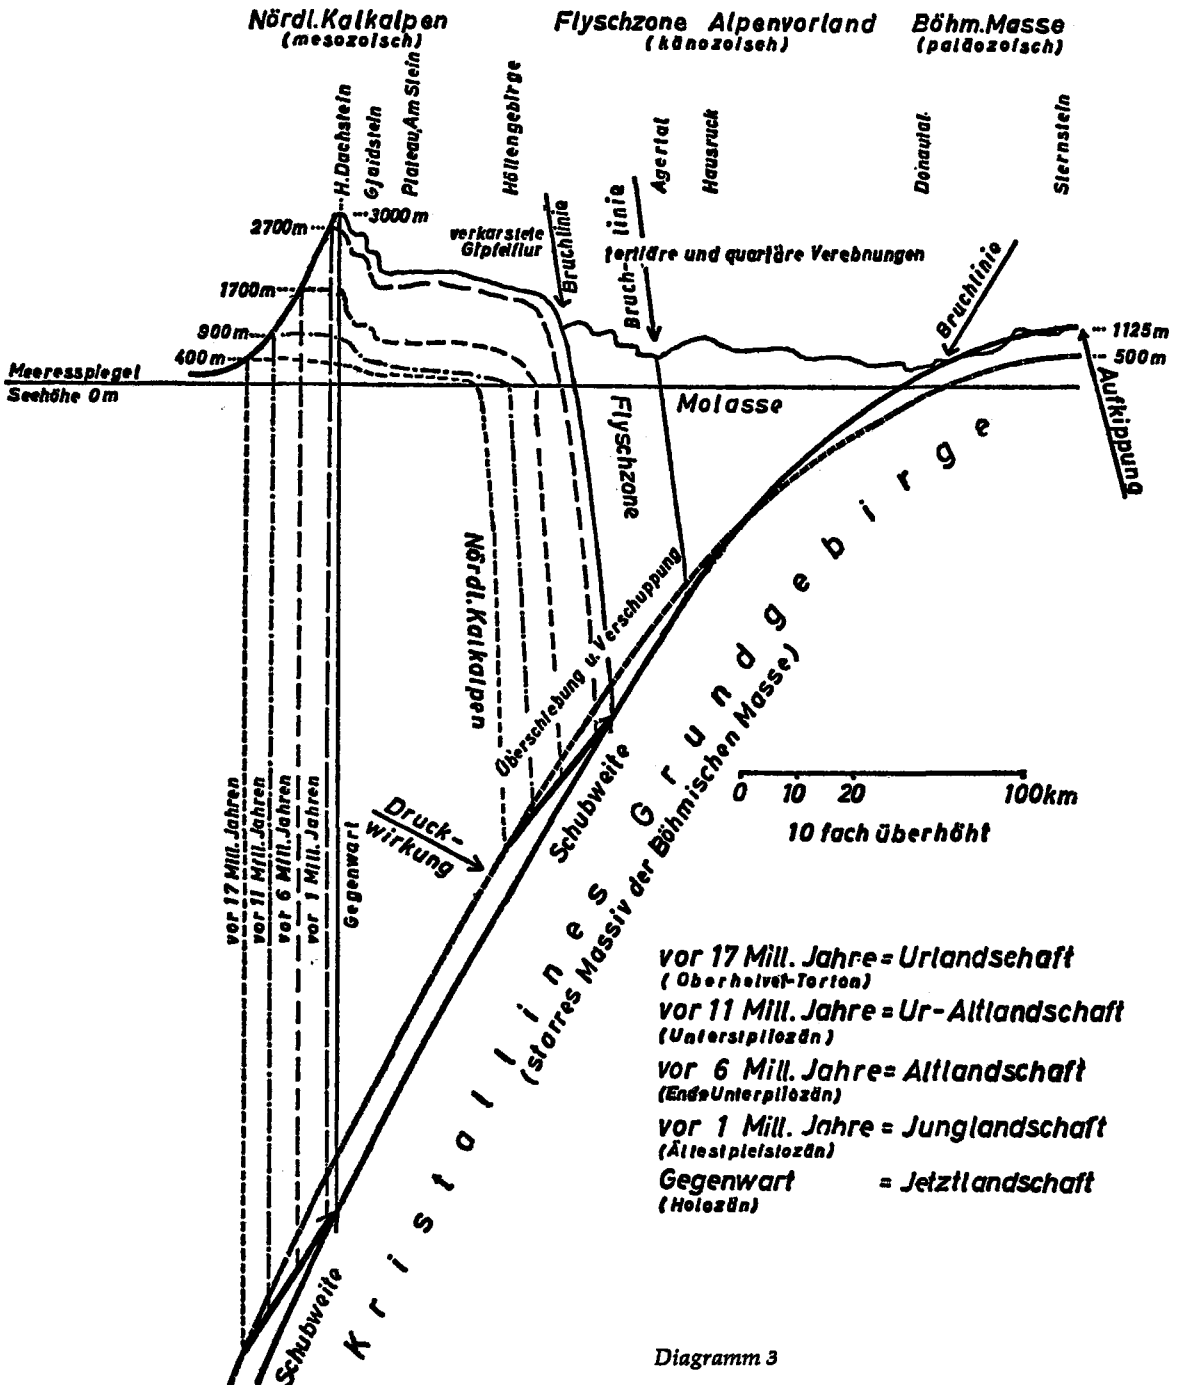 Nördl.Kalkalpen
(mesozoisch)
Flyschzone Alpenvorland
(känozoisch)
Böhm.Masse
(paläozoisch)
H.Dachstein
Gjaidstein
Plateau,Am Stein
Höllengebirge
Agertal
Hausruck
Donautal.
Sternstein
3000m
2700m
1700m
900m
400m
verkarstete
Gipfelflur
Bruchlinie
Bruch-linie
tertiäre und quartäre Verebnungen
Bruchlinie
1125m
500m
Aufkippung
Meeresspiegel
Seehöhe 0m
Molasse
Flyschzone
Nördl.Kalkalpen
Überschiebung u. Verschuppung
Druck-
wirkung
Schubweite
Schubweite
vor 17 Mill. Jahren
vor 11 Mill. Jahren
vor 6 Mill. Jahren
vor 1 Mill. Jahren
Gegenwart
Kristallines Grundgebirge
(starres Massiv der Böhmischen Masse)
0 10 20 100km
10 fach überhöht
vor 17 Mill. Jahre = Urlandschaft
(Oberhelvet-Torton)
vor 11 Mill. Jahre = Ur-Altlandschaft
(Unterstpliozän)
vor 6 Mill. Jahre = Altlandschaft
(Ende Unterpliozän)
vor 1 Mill. Jahre = Junglandschaft
(Ältestpleistozän)
Gegenwart = Jetztlandschaft
(Holozän)
Diagramm 3